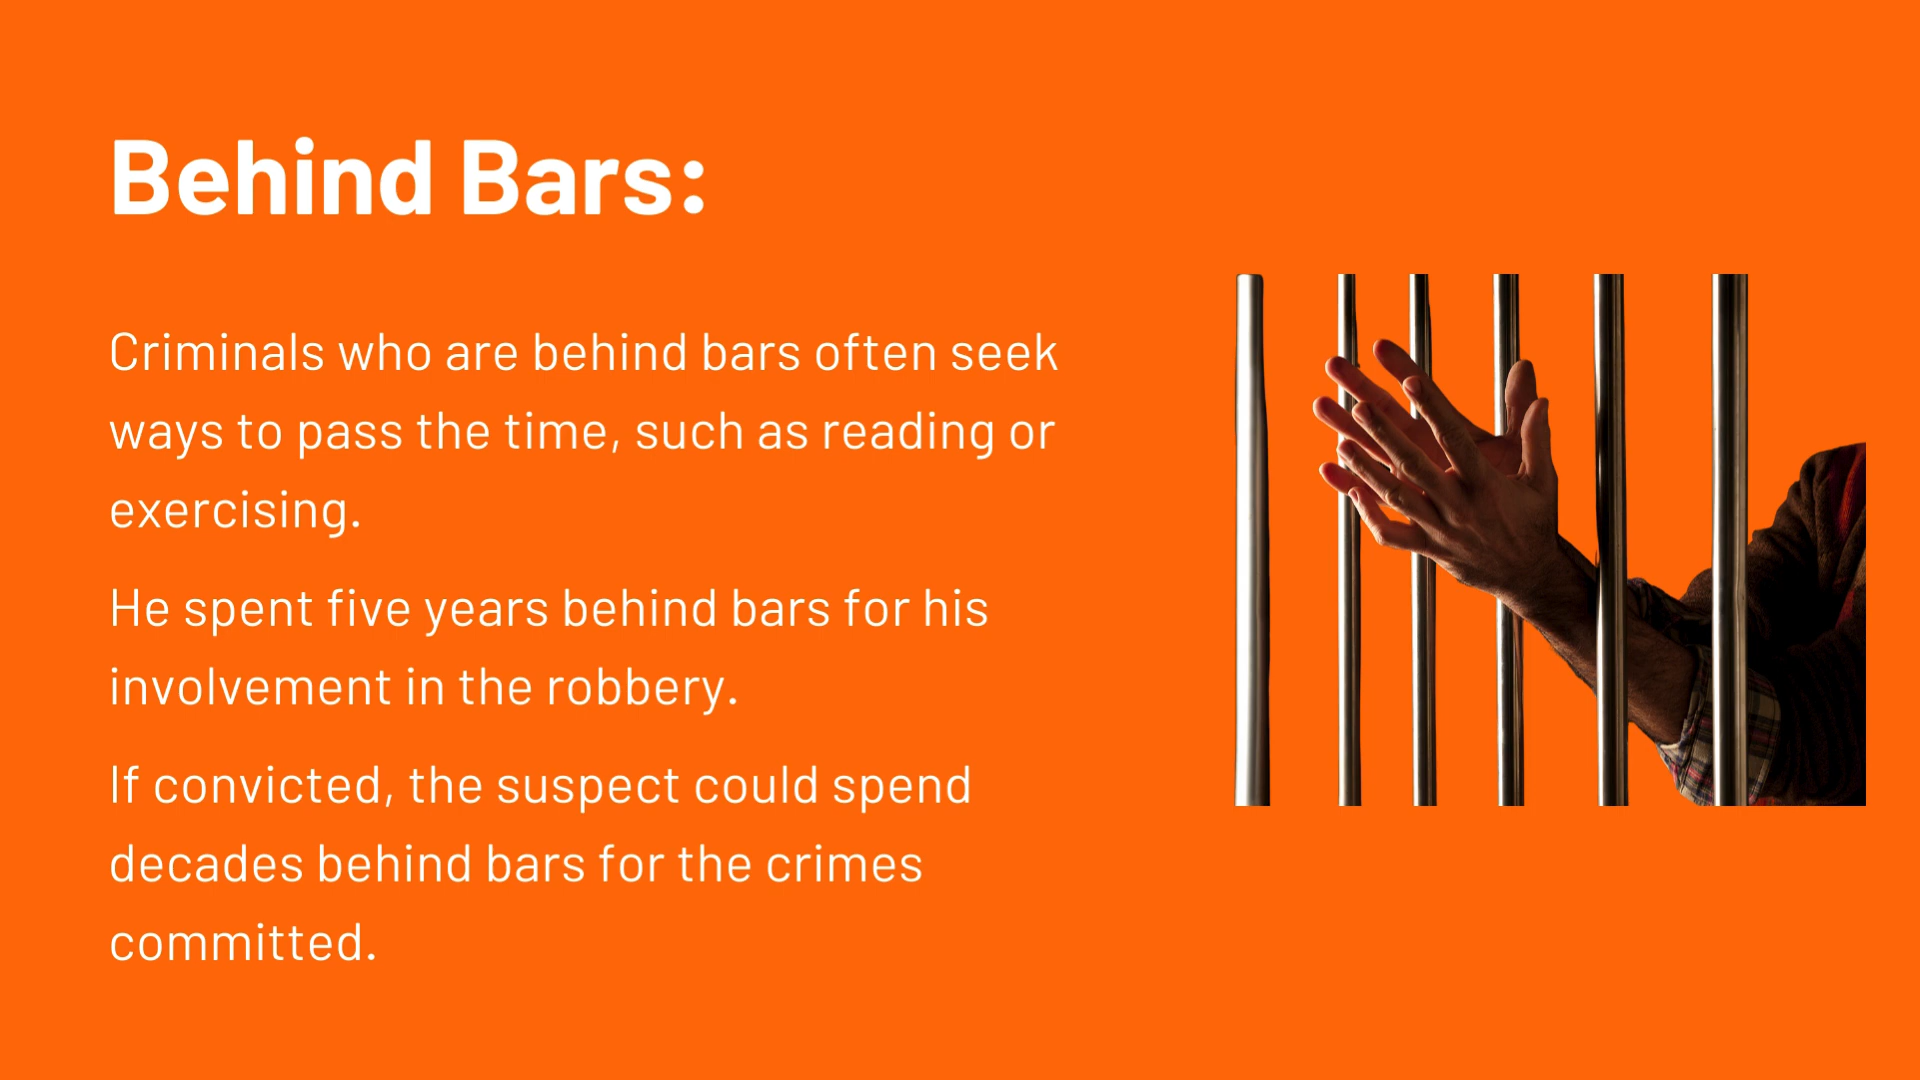 Behind Bars:
Criminals who are behind bars often seek
ways to pass the time, such as reading or
exercising.
He spent five years behind bars for his
involvement in the robbery.
If convicted, the suspect could spend
decades behind bars for the crimes
committed.